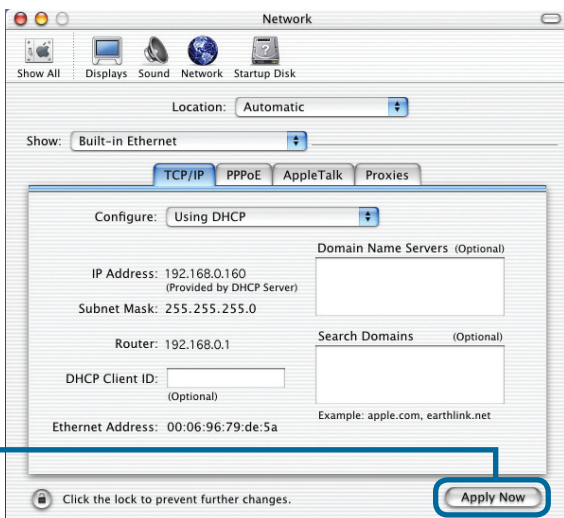 Network
Show All Displays Sound Network Startup Disk
Location: Automatic
Show: Built-in Ethernet
TCP/IP PPPoE AppleTalk Proxies
Configure: Using DHCP
Domain Name Servers (Optional)
IP Address: 192.168.0.160
(Provided by DHCP Server)
Subnet Mask: 255.255.255.0
Router: 192.168.0.1
Search Domains (Optional)
DHCP Client ID:
(Optional)
Example: apple.com, earthlink.net
Ethernet Address: 00:06:96:79:de:5a
Click the lock to prevent further changes.
Apply Now